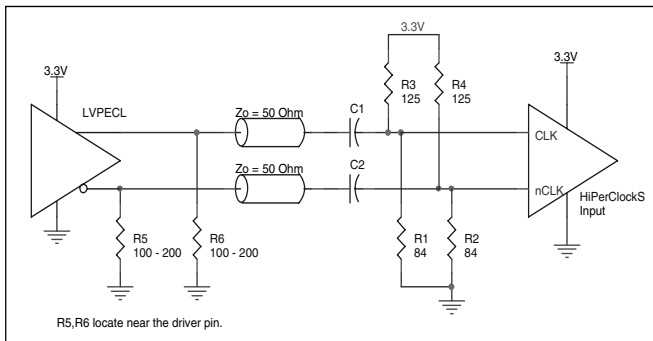 3.3V
3.3V
3.3V
R3
125
R4
125
LVPECL
Zo = 50 Ohm
C1
CLK
Zo = 50 Ohm
C2
nCLK
HiPerClockS
Input
R5
100 - 200
R6
100 - 200
R1
84
R2
84
R5,R6 locate near the driver pin.